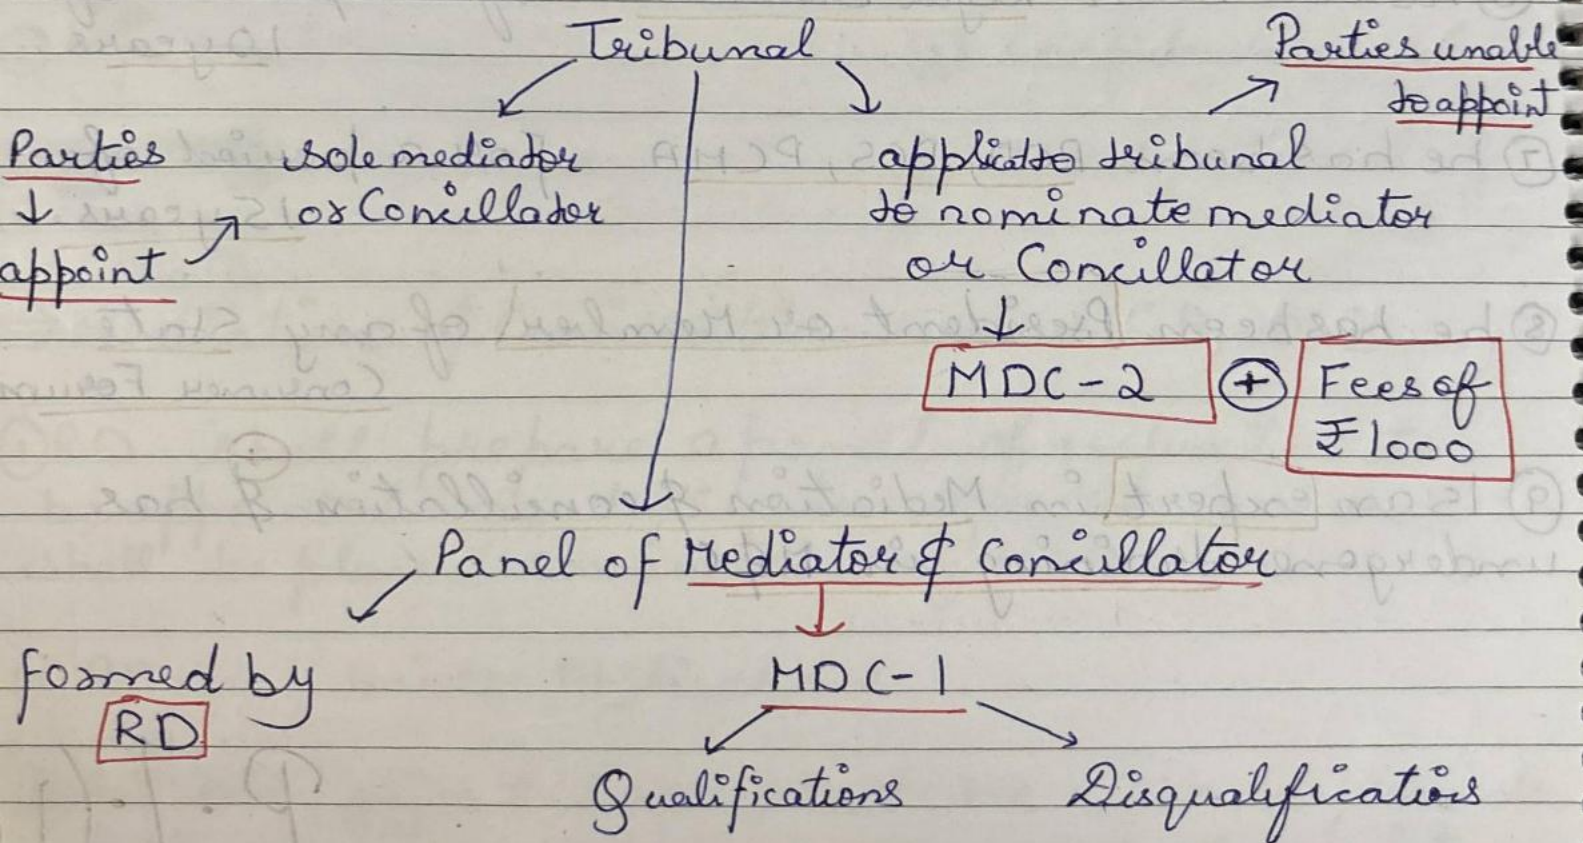 Tribunal
Parties unable
to appoint
Parties
↓
appoint
sole mediator
or Concillator
applicatto tribunal
to nominate mediator
or Concillator
↓
MDC-2 + Fees of
₹1000
Panel of Mediator & Concillator
formed by
RD
MDC-1
Qualifications
Disqualifications